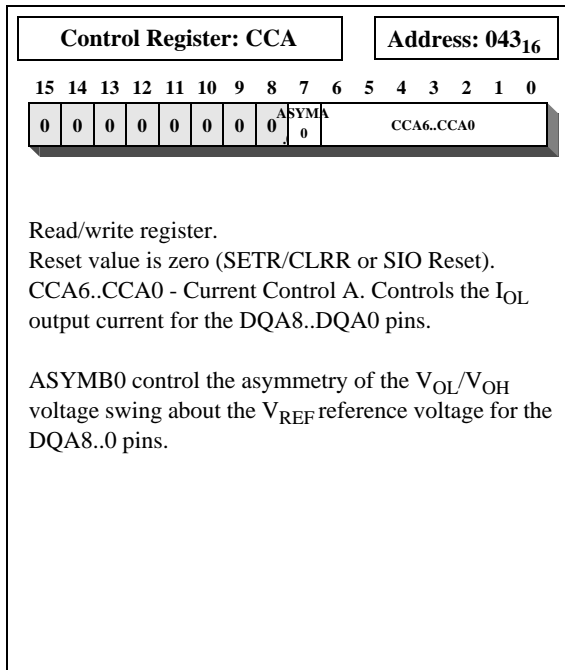 Control Register: CCA
Address: 043₁₆
15 14 13 12 11 10 9 8 7 6 5 4 3 2 1 0
0 0 0 0 0 0 0 0 ASYMA 0 CCA6..CCA0
Read/write register.
Reset value is zero (SETR/CLRR or SIO Reset).
CCA6..CCA0 - Current Control A. Controls the I_OL
output current for the DQA8..DQA0 pins.
ASYMB0 control the asymmetry of the V_OL/V_OH
voltage swing about the V_REF reference voltage for the
DQA8..0 pins.